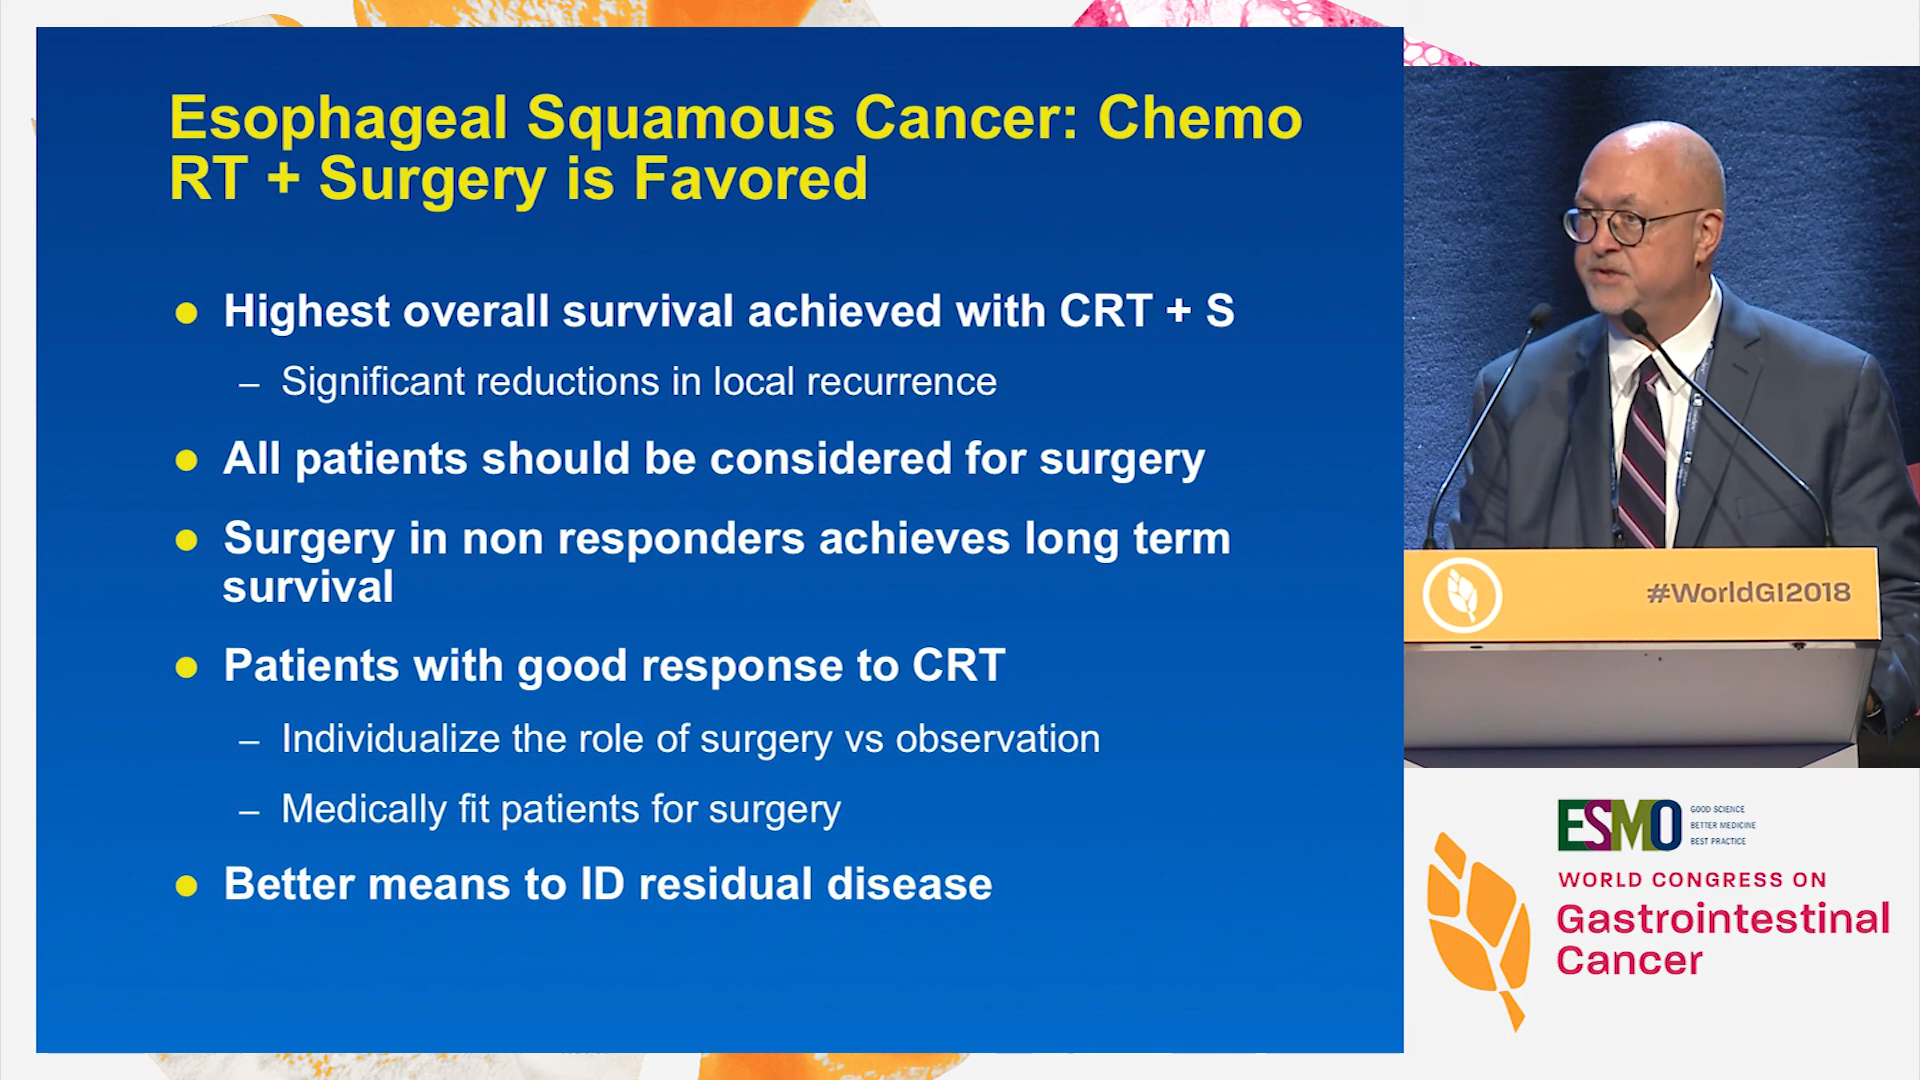 Esophageal Squamous Cancer: Chemo
RT + Surgery is Favored
● Highest overall survival achieved with CRT + S
– Significant reductions in local recurrence
● All patients should be considered for surgery
● Surgery in non responders achieves long term
survival
● Patients with good response to CRT
– Individualize the role of surgery vs observation
– Medically fit patients for surgery
● Better means to ID residual disease
#WorldGI2018
ESMO
GOOD SCIENCE
BETTER MEDICINE
BEST PRACTICE
WORLD CONGRESS ON
Gastrointestinal
Cancer